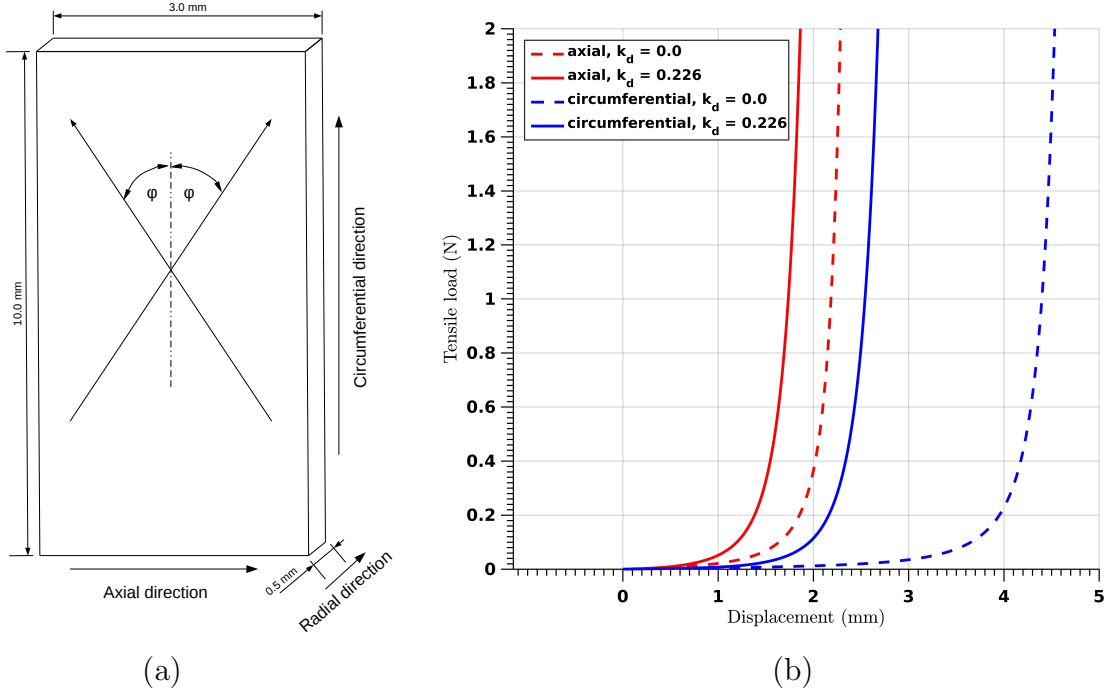 3.0 mm
10.0 mm
φ φ
Circumferential direction
Axial direction
0.5 mm
Radial direction
(a)
axial, k_d = 0.0
axial, k_d = 0.226
circumferential, k_d = 0.0
circumferential, k_d = 0.226
Tensile load (N)
2
1.8
1.6
1.4
1.2
1
0.8
0.6
0.4
0.2
0
0 1 2 3 4 5
Displacement (mm)
(b)